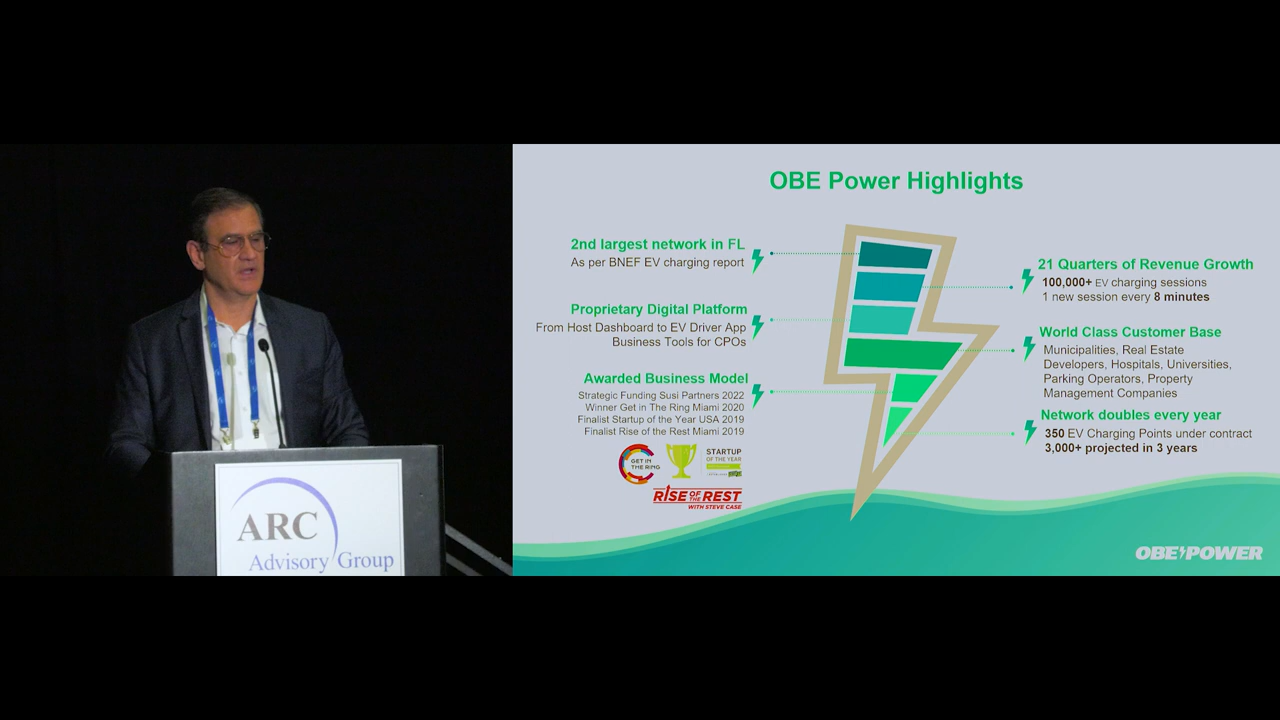 OBE Power Highlights
2nd largest network in FL
As per BNEF EV charging report
Proprietary Digital Platform
From Host Dashboard to EV Driver App
Business Tools for CPOs
Awarded Business Model
Strategic Funding Susi Partners 2022
Winner Get in The Ring Miami 2020
Finalist Startup of the Year USA 2019
Finalist Rise of the Rest Miami 2019
GET IN
THE RING
STARTUP
OF THE YEAR
RISE OF THE REST
WITH STEVE CASE
21 Quarters of Revenue Growth
100,000+ EV charging sessions
1 new session every 8 minutes
World Class Customer Base
Municipalities, Real Estate
Developers, Hospitals, Universities,
Parking Operators, Property
Management Companies
Network doubles every year
350 EV Charging Points under contract
3,000+ projected in 3 years
OBE POWER
ARC
Advisory Group